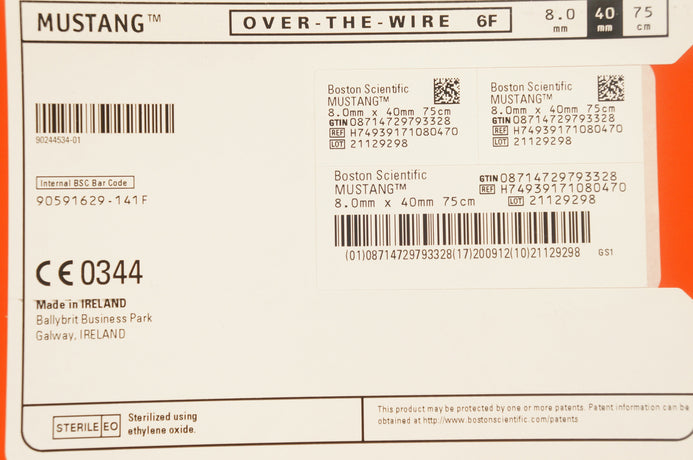 MUSTANG™
OVER-THE-WIRE 6F
8.0 mm
40 mm
75 cm
90244534-01
Internal BSC Bar Code
90591629-141F
Boston Scientific
MUSTANG™
8.0mm x 40mm 75cm
GTIN 08714729793328
REF H74939171080470
LOT 21129298
Boston Scientific
MUSTANG™
8.0mm x 40mm 75cm
GTIN 08714729793328
REF H74939171080470
LOT 21129298
Boston Scientific
MUSTANG™
8.0mm x 40mm 75cm
GTIN 08714729793328
REF H74939171080470
LOT 21129298
(01)08714729793328(17)200912(10)21129298
GS1
CE 0344
Made in IRELAND
Ballybrit Business Park
Galway, IRELAND
STERILE EO
Sterilized using
ethylene oxide.
This product may be protected by one or more patents. Patent information can be
obtained at http://www.bostonscientific.com/patents